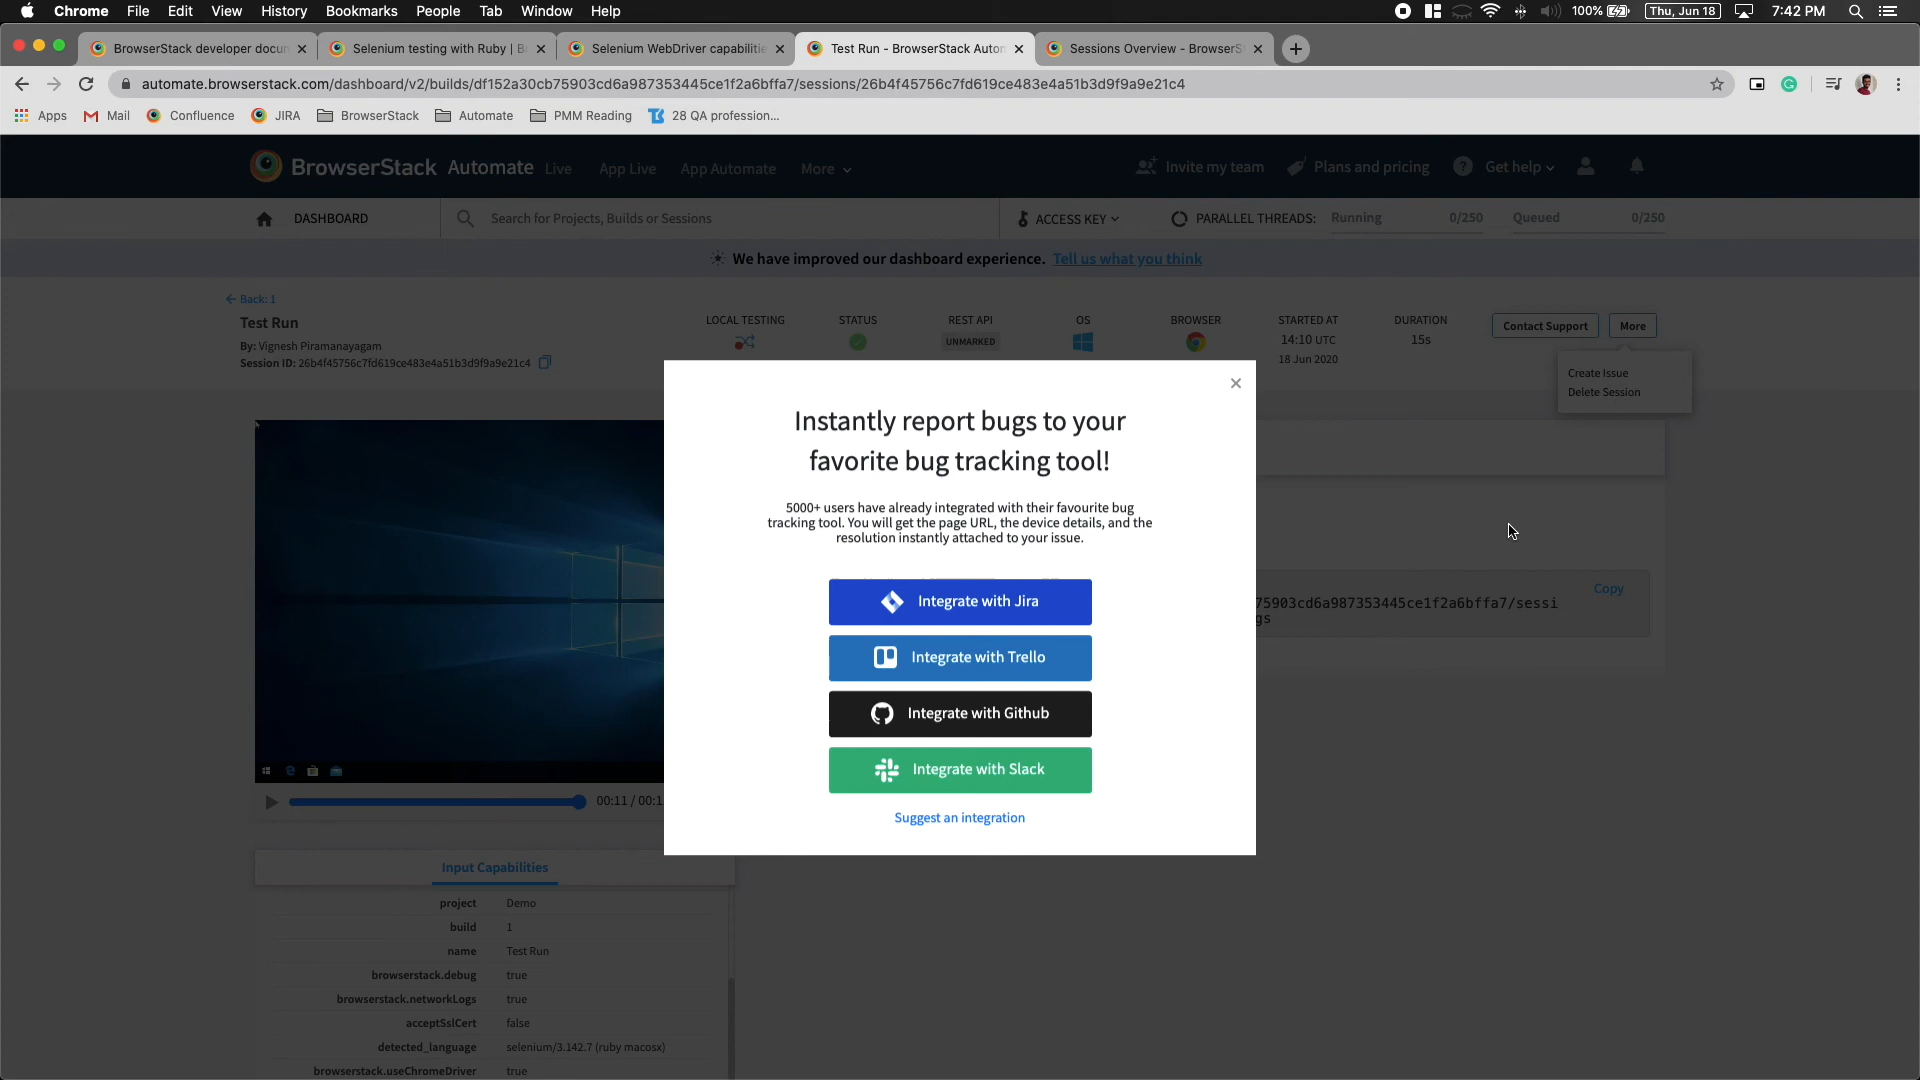 Chrome File Edit View History Bookmarks People Tab Window Help
100% Thu, Jun 18 7:42 PM
BrowserStack developer docun
Selenium testing with Ruby | B
Selenium WebDriver capabilitie
Test Run - BrowserStack Auton
Sessions Overview - BrowserS
automate.browserstack.com/dashboard/v2/builds/df152a30cb75903cd6a987353445ce1f2a6bffa7/sessions/26b4f45756c7fd619ce483e4a51b3d9f9a9e21c4
Apps Mail Confluence JIRA BrowserStack Automate PMM Reading 28 QA profession...
BrowserStack Automate Live App Live App Automate More Invite my team Plans and pricing Get help
DASHBOARD Search for Projects, Builds or Sessions ACCESS KEY PARALLEL THREADS: Running 0/250 Queued 0/250
We have improved our dashboard experience. Tell us what you think
Back: 1
Test Run
By: Vignesh Piramanayagam
Session ID: 26b4f45756c7fd619ce483e4a51b3d9f9a9e21c4
LOCAL TESTING STATUS REST API OS BROWSER STARTED AT DURATION
UNMARKED 14:10 UTC 15s
18 Jun 2020
Contact Support More
Create Issue
Delete Session
Instantly report bugs to your
favorite bug tracking tool!
5000+ users have already integrated with their favourite bug
tracking tool. You will get the page URL, the device details, and the
resolution instantly attached to your issue.
Integrate with Jira
Integrate with Trello
Integrate with Github
Integrate with Slack
Suggest an integration
Copy
75903cd6a987353445ce1f2a6bffa7/sessi
gs
00:11 / 00:1
Input Capabilities
project Demo
build 1
name Test Run
browserstack.debug true
browserstack.networkLogs true
acceptSslCert false
detected_language selenium/3.142.7 (ruby macosx)
browserstack.useChromeDriver true